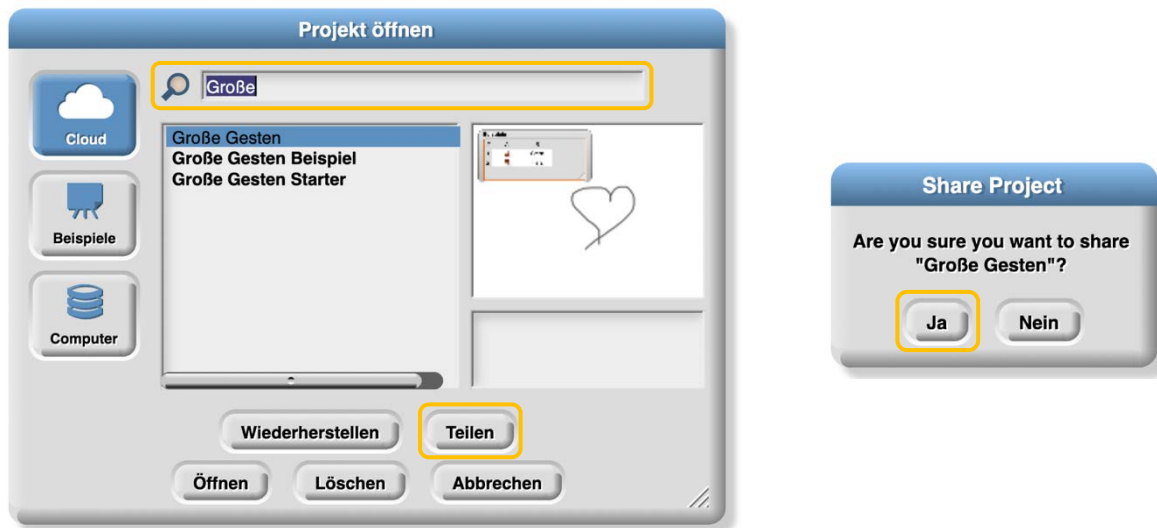 Projekt öffnen
Große
Cloud
Beispiele
Computer
Große Gesten
Große Gesten Beispiel
Große Gesten Starter
Wiederherstellen
Teilen
Öffnen
Löschen
Abbrechen
Share Project
Are you sure you want to share
"Große Gesten"?
Ja
Nein